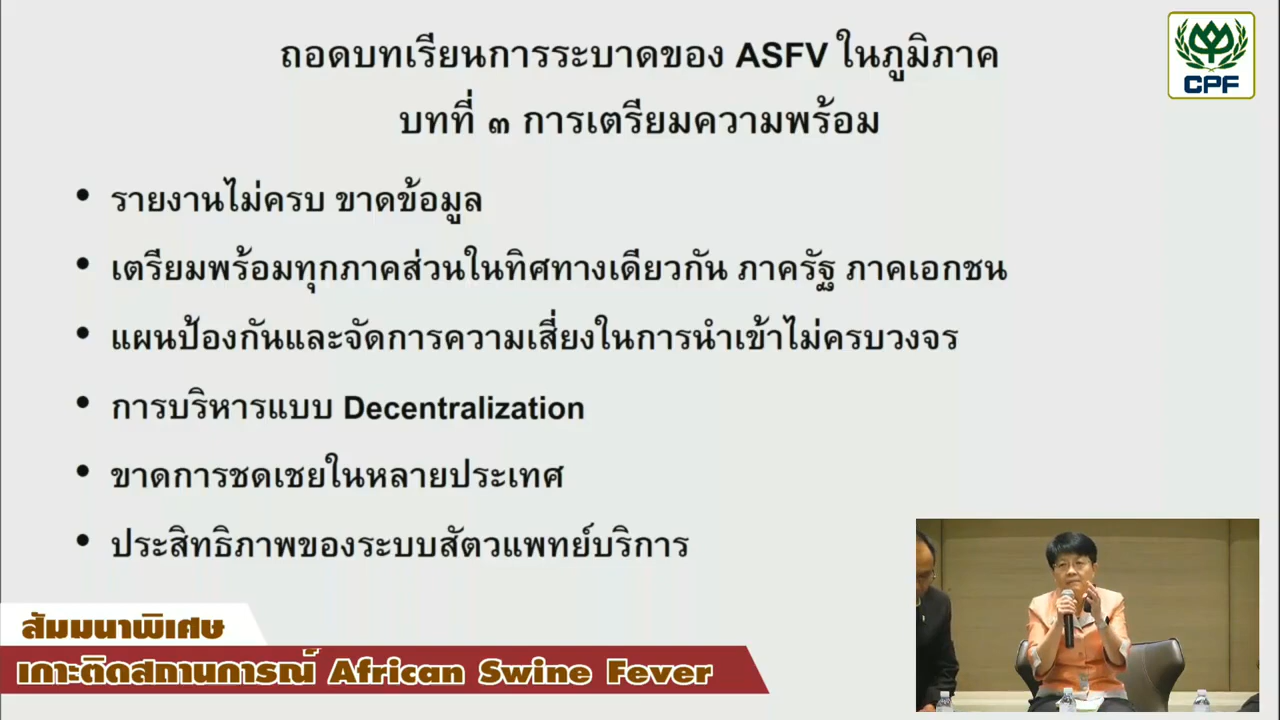 ถอดบทเรียนการระบาดของ ASFV ในภูมิภาค
บทที่ ๓ การเตรียมความพร้อม
CPF
• รายงานไม่ครบ ขาดข้อมูล
• เตรียมพร้อมทุกภาคส่วนในทิศทางเดียวกัน ภาครัฐ ภาคเอกชน
• แผนป้องกันและจัดการความเสี่ยงในการนำเข้าไม่ครบวงจร
• การบริหารแบบ Decentralization
• ขาดการชดเชยในหลายประเทศ
• ประสิทธิภาพของระบบสัตวแพทย์บริการ
สัมมนาพิเศษ
เกาะติดสถานการณ์ African Swine Fever